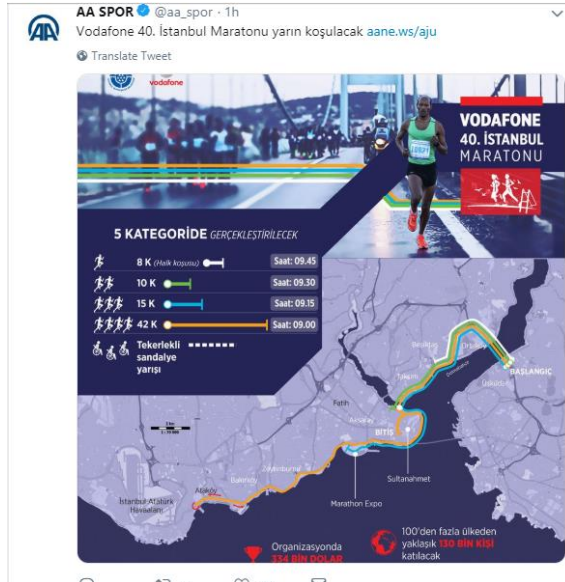 AA SPOR @aa_spor · 1h
Vodafone 40. İstanbul Maratonu yarın koşulacak aane.ws/aju
Translate Tweet
vodafone
VODAFONE
40. İSTANBUL
MARATONU
5 KATEGORİDE GERÇEKLEŞTİRİLECEK
8 K (Halk koşusu) Saat: 09.45
10 K Saat: 09.30
15 K Saat: 09.15
42 K Saat: 09.00
Tekerlekli
sandalye
yarışı
Beşiktaş
Ortaköy
BAŞLANGIÇ
Üsküdar
Taksim
Fatih
Aksaray
BİTİŞ
Sultanahmet
Zeytinburnu
Bakırköy
Ataköy
İstanbul Atatürk
Havaalanı
Marathon Expo
Organizasyonda
334 BİN DOLAR
100'den fazla ülkeden
yaklaşık 130 BİN KİŞİ
katılacak